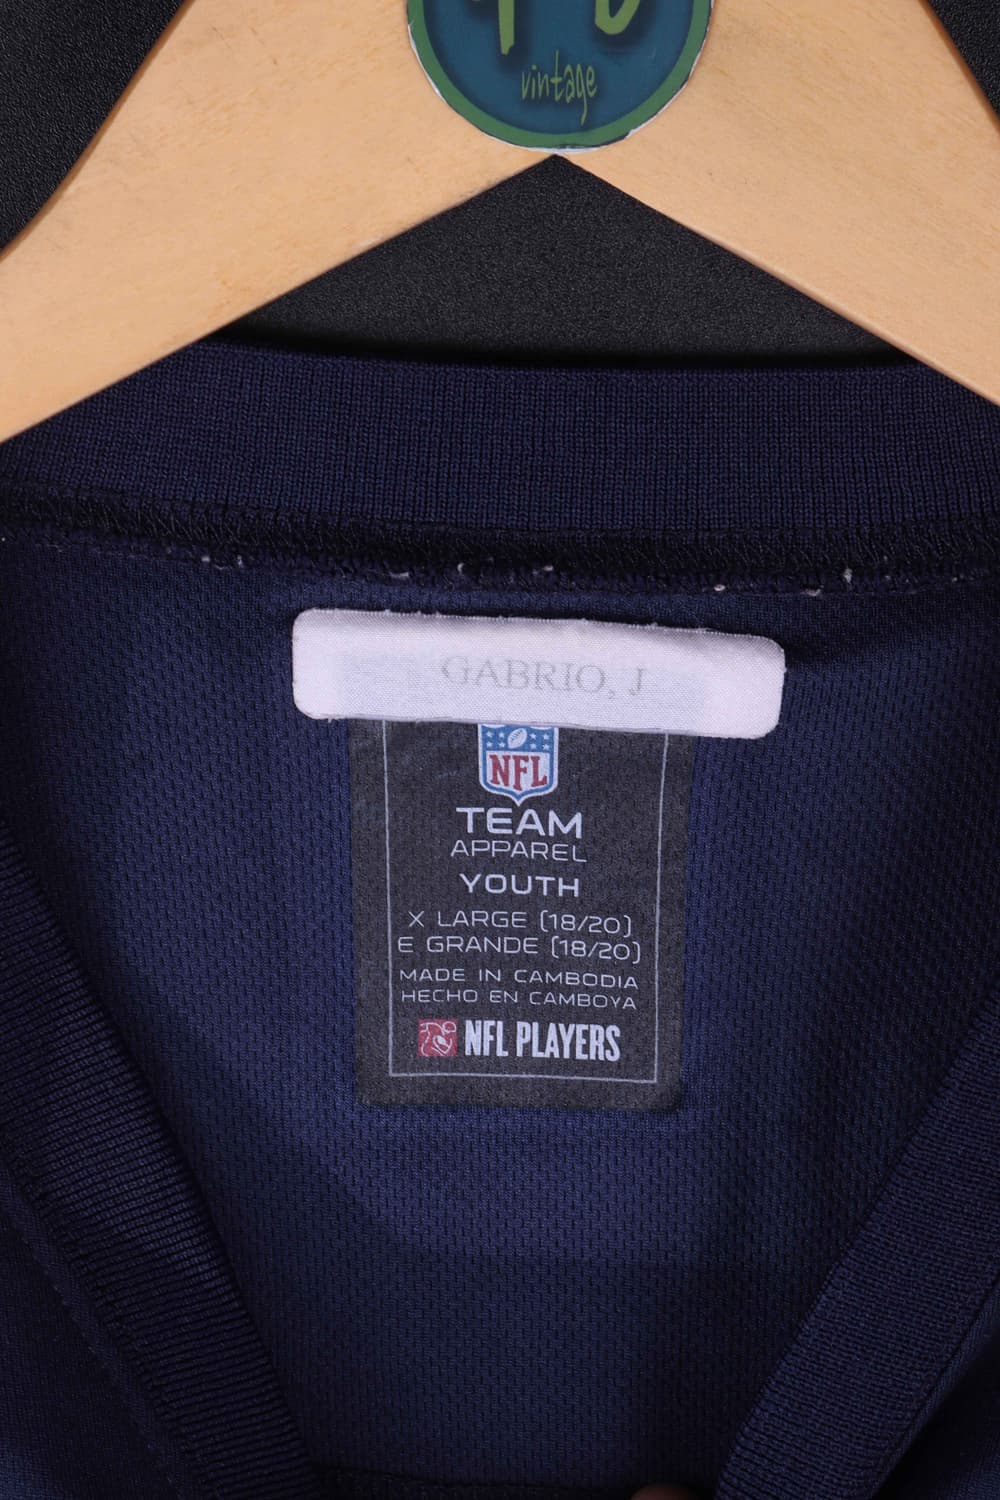 vintage
GABRIO, J
NFL
TEAM
APPAREL
YOUTH
X LARGE (18/20)
E GRANDE (18/20)
MADE IN CAMBODIA
HECHO EN CAMBOYA
NFL PLAYERS